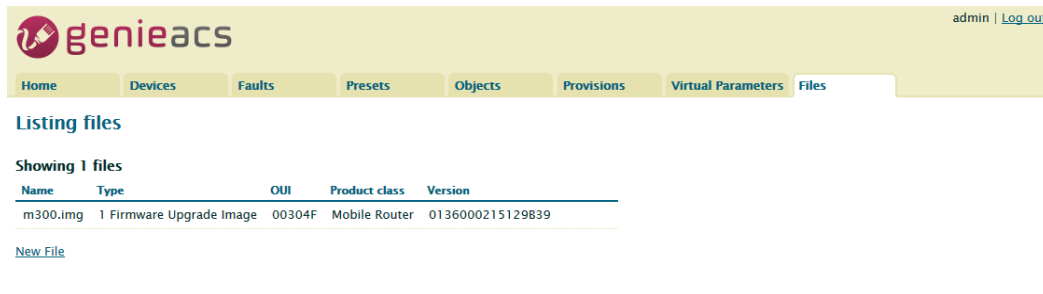 genieacs
admin | Log out
Home Devices Faults Presets Objects Provisions Virtual Parameters Files
Listing files
Showing 1 files
Name Type OUI Product class Version
m300.img 1 Firmware Upgrade Image 00304F Mobile Router 0136000215129B39
New File